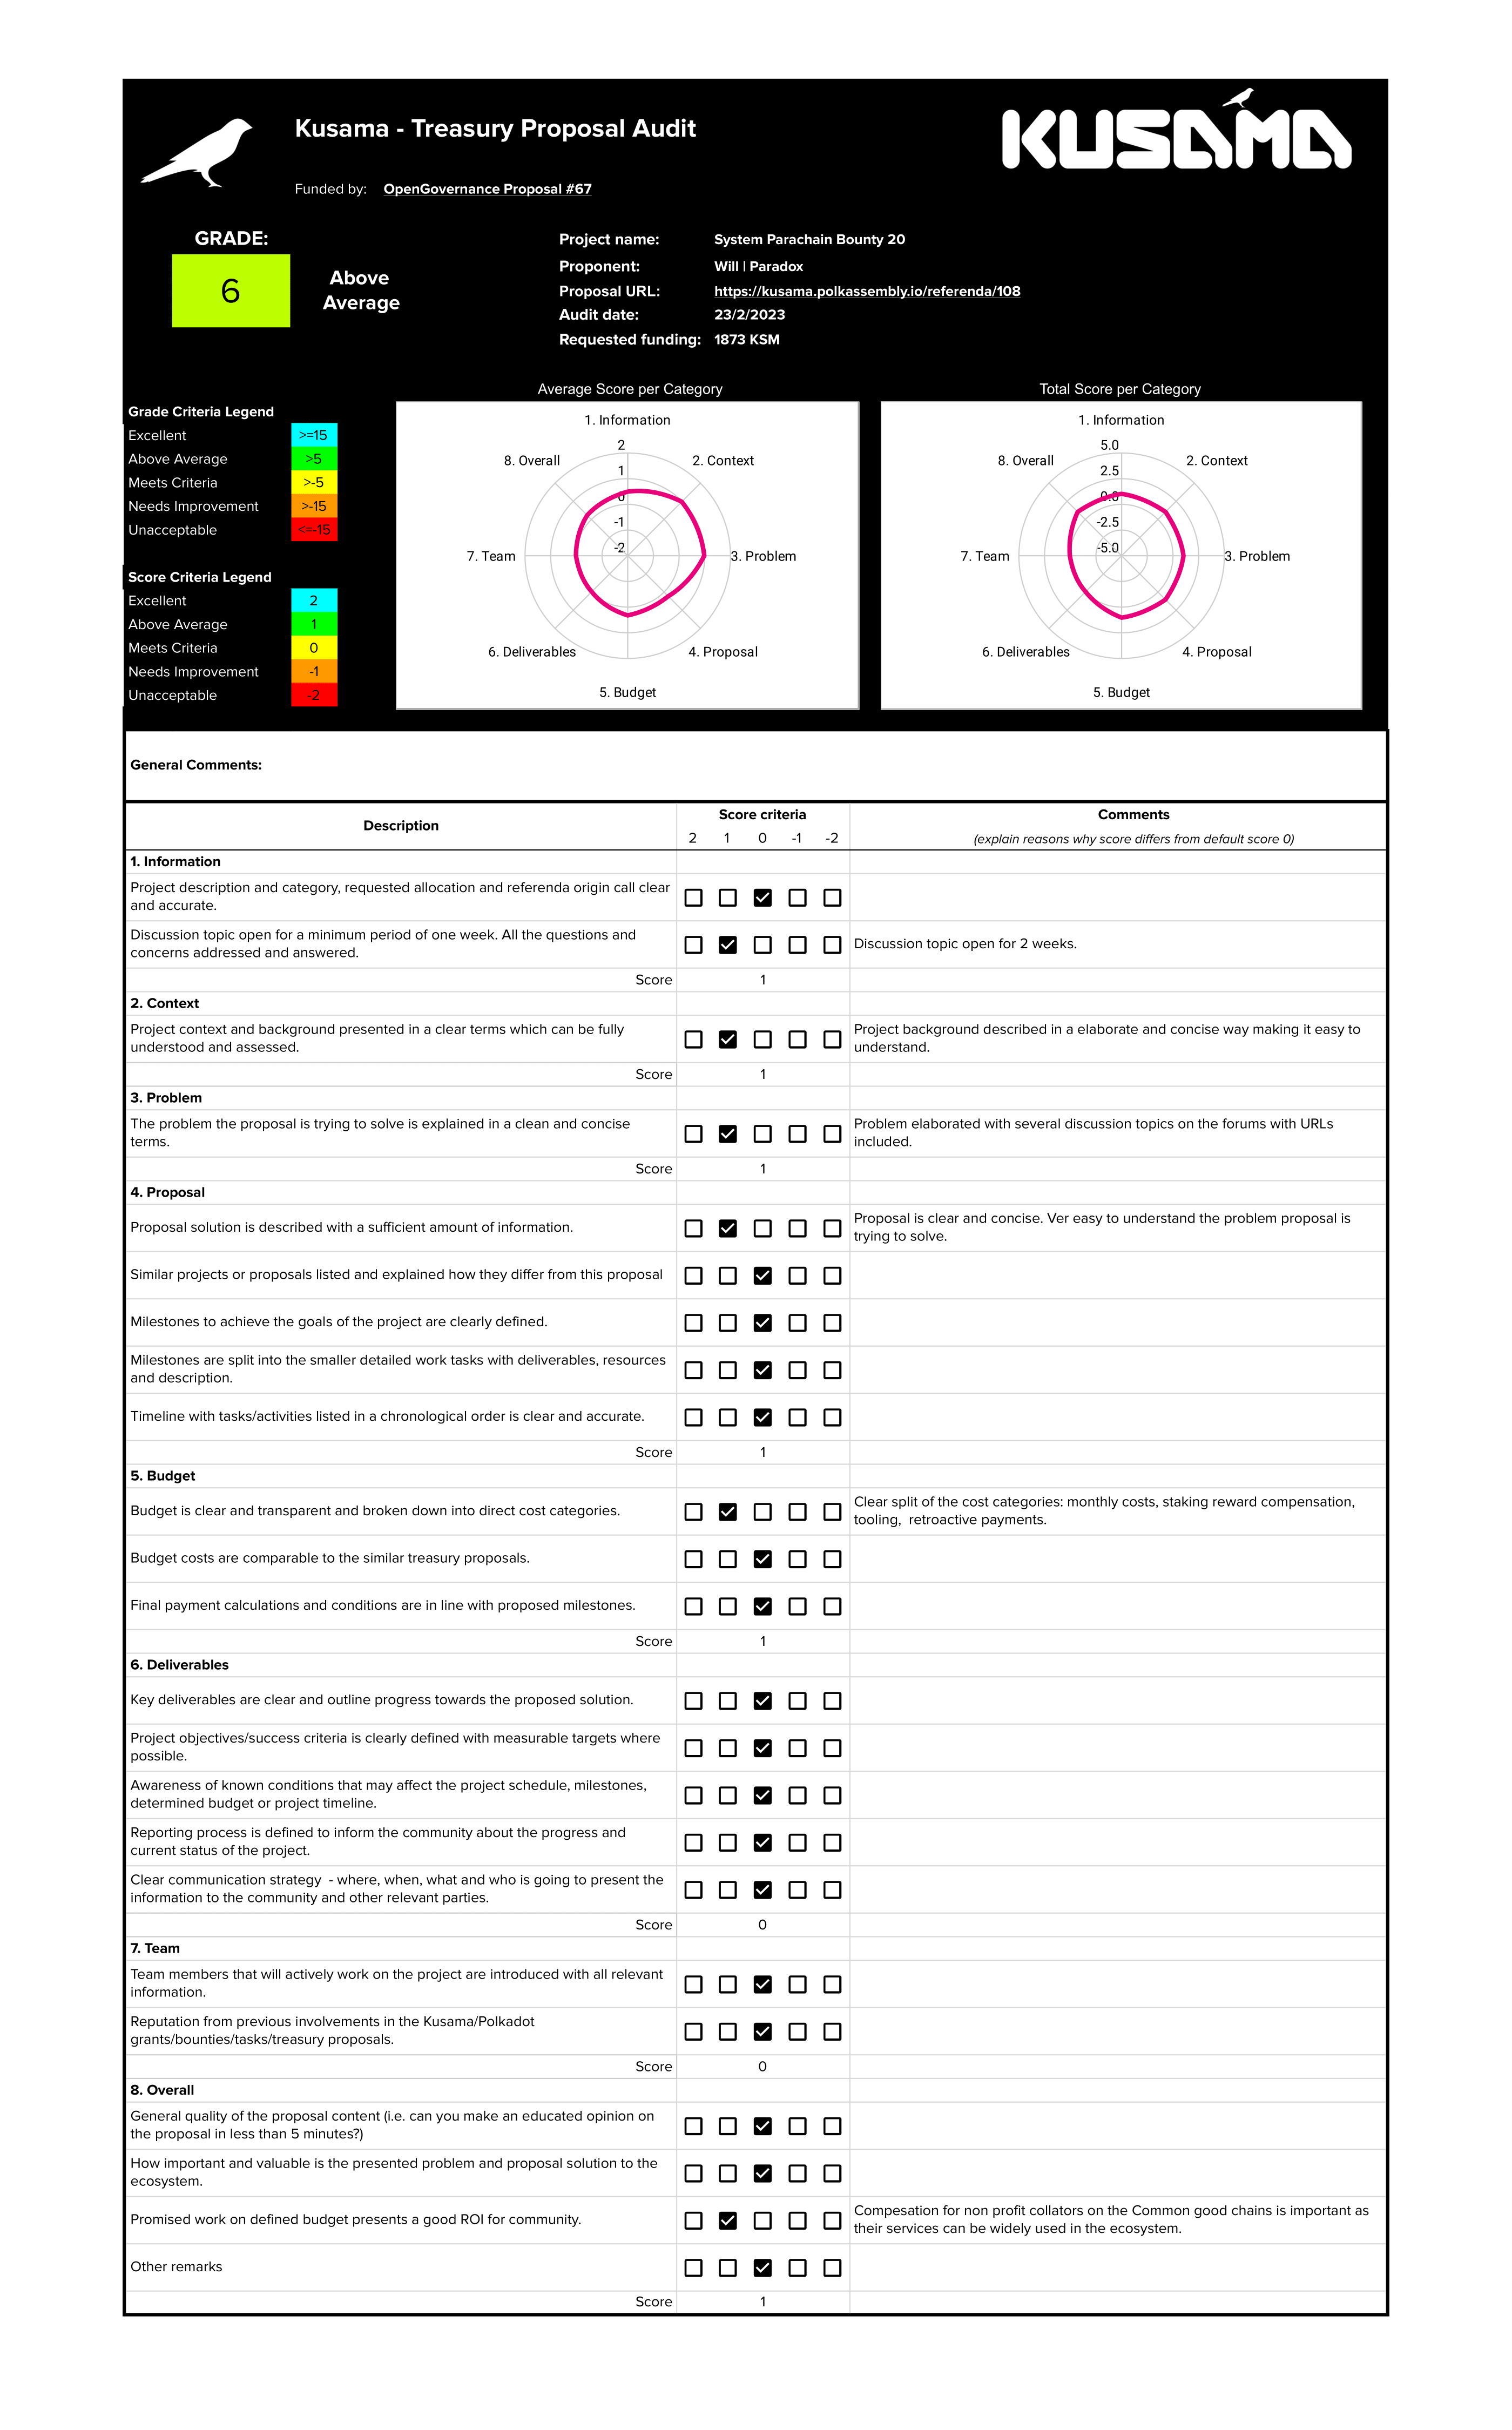 KUSAMA
Kusama - Treasury Proposal Audit
Funded by: OpenGovernance Proposal #67
GRADE:
6
Above
Average
Project name: System Parachain Bounty 20
Proponent: Will | Paradox
Proposal URL: https://kusama.polkassembly.io/referenda/108
Audit date: 23/2/2023
Requested funding: 1873 KSM
Grade Criteria Legend
Excellent >=15
Above Average >5
Meets Criteria >-5
Needs Improvement >-15
Unacceptable <=-15
Score Criteria Legend
Excellent 2
Above Average 1
Meets Criteria 0
Needs Improvement -1
Unacceptable -2
Average Score per Category
1. Information
2
8. Overall 2. Context
1
0
-1
-2
7. Team 3. Problem
6. Deliverables 4. Proposal
5. Budget
Total Score per Category
1. Information
5.0
8. Overall 2. Context
2.5
0.0
-2.5
-5.0
7. Team 3. Problem
6. Deliverables 4. Proposal
5. Budget
General Comments:
Description
Score criteria
2 1 0 -1 -2
Comments
(explain reasons why score differs from default score 0)
1. Information
Project description and category, requested allocation and referenda origin call clear
and accurate.
Discussion topic open for a minimum period of one week. All the questions and
concerns addressed and answered.
Discussion topic open for 2 weeks.
Score 1
2. Context
Project context and background presented in a clear terms which can be fully
understood and assessed.
Project background described in a elaborate and concise way making it easy to
understand.
Score 1
3. Problem
The problem the proposal is trying to solve is explained in a clean and concise
terms.
Problem elaborated with several discussion topics on the forums with URLs
included.
Score 1
4. Proposal
Proposal solution is described with a sufficient amount of information.
Proposal is clear and concise. Ver easy to understand the problem proposal is
trying to solve.
Similar projects or proposals listed and explained how they differ from this proposal
Milestones to achieve the goals of the project are clearly defined.
Milestones are split into the smaller detailed work tasks with deliverables, resources
and description.
Timeline with tasks/activities listed in a chronological order is clear and accurate.
Score 1
5. Budget
Budget is clear and transparent and broken down into direct cost categories.
Clear split of the cost categories: monthly costs, staking reward compensation,
tooling,  retroactive payments.
Budget costs are comparable to the similar treasury proposals.
Final payment calculations and conditions are in line with proposed milestones.
Score 1
6. Deliverables
Key deliverables are clear and outline progress towards the proposed solution.
Project objectives/success criteria is clearly defined with measurable targets where
possible.
Awareness of known conditions that may affect the project schedule, milestones,
determined budget or project timeline.
Reporting process is defined to inform the community about the progress and
current status of the project.
Clear communication strategy  - where, when, what and who is going to present the
information to the community and other relevant parties.
Score 0
7. Team
Team members that will actively work on the project are introduced with all relevant
information.
Reputation from previous involvements in the Kusama/Polkadot
grants/bounties/tasks/treasury proposals.
Score 0
8. Overall
General quality of the proposal content (i.e. can you make an educated opinion on
the proposal in less than 5 minutes?)
How important and valuable is the presented problem and proposal solution to the
ecosystem.
Promised work on defined budget presents a good ROI for community.
Compesation for non profit collators on the Common good chains is important as
their services can be widely used in the ecosystem.
Other remarks
Score 1